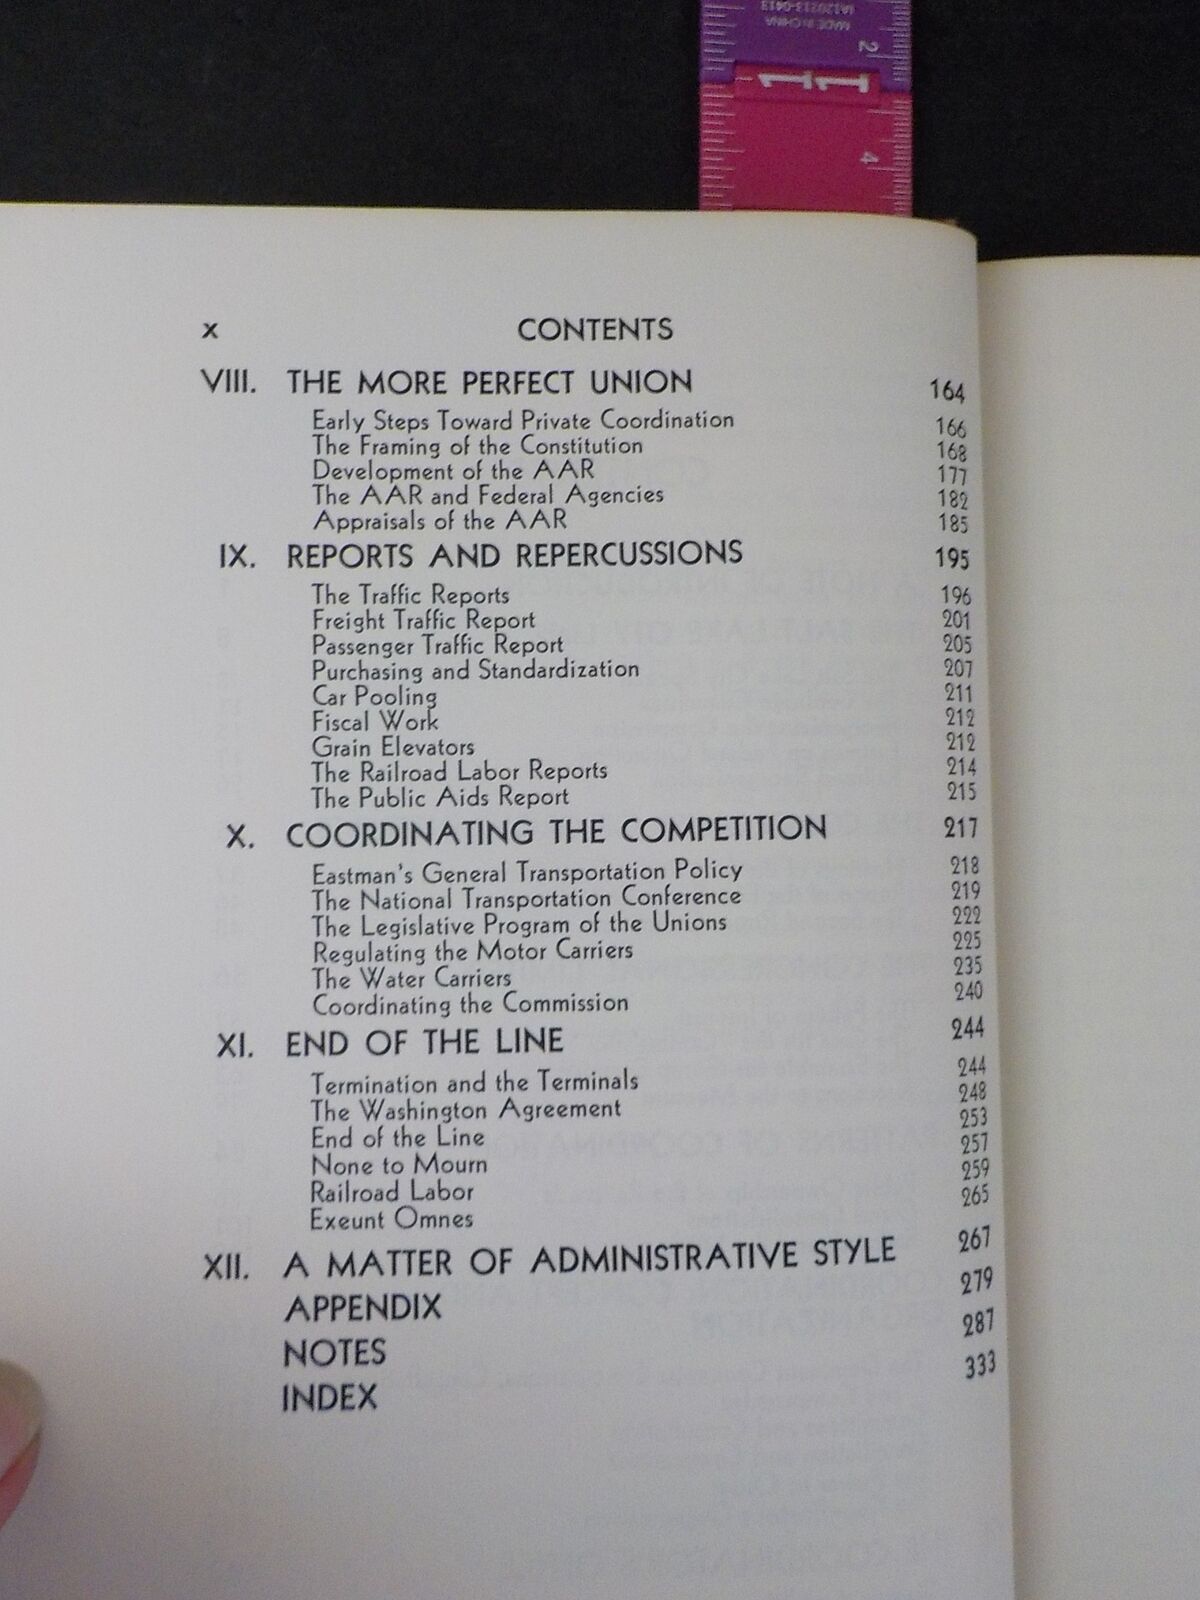 MADE IN CHINA
2
11
4
x CONTENTS
VIII. THE MORE PERFECT UNION 164
Early Steps Toward Private Coordination 166
The Framing of the Constitution 168
Development of the AAR 177
The AAR and Federal Agencies 182
Appraisals of the AAR 185
IX. REPORTS AND REPERCUSSIONS 195
The Traffic Reports 196
Freight Traffic Report 201
Passenger Traffic Report 205
Purchasing and Standardization 207
Car Pooling 211
Fiscal Work 212
Grain Elevators 212
The Railroad Labor Reports 214
The Public Aids Report 215
X. COORDINATING THE COMPETITION 217
Eastman's General Transportation Policy 218
The National Transportation Conference 219
The Legislative Program of the Unions 222
Regulating the Motor Carriers 225
The Water Carriers 235
Coordinating the Commission 240
XI. END OF THE LINE 244
Termination and the Terminals 244
The Washington Agreement 248
End of the Line 253
None to Mourn 257
Railroad Labor 259
Exeunt Omnes 265
XII. A MATTER OF ADMINISTRATIVE STYLE 267
APPENDIX 279
NOTES 287
INDEX 333